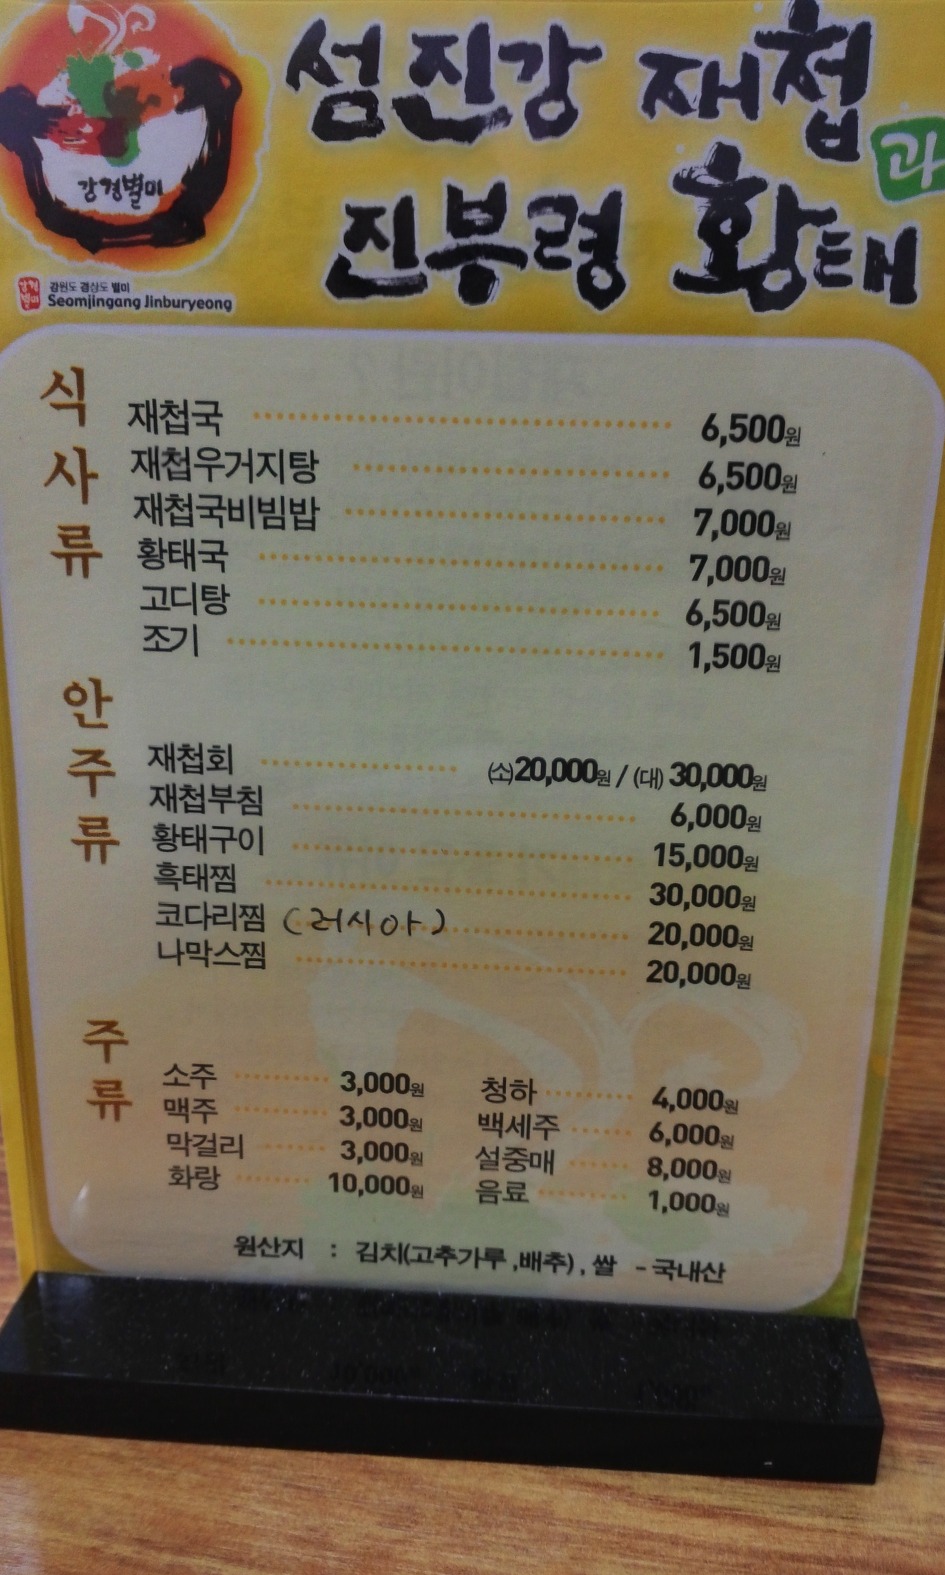 섬진강 재첩
과
진부령 황태
강경별미
강경별미
강원도 경상도 별미
Seomjingang Jinburyeong
식사류
재첩국 6,500원
재첩우거지탕 6,500원
재첩국비빔밥 7,000원
황태국 7,000원
고디탕 6,500원
조기 1,500원
안주류
재첩회 (소)20,000원 / (대) 30,000원
재첩부침 6,000원
황태구이 15,000원
흑태찜 30,000원
코다리찜 (러시아) 20,000원
나막스찜 20,000원
주류
소주 3,000원 청하 4,000원
맥주 3,000원 백세주 6,000원
막걸리 3,000원 설중매 8,000원
화랑 10,000원 음료 1,000원
원산지 : 김치(고추가루 ,배추) , 쌀 - 국내산